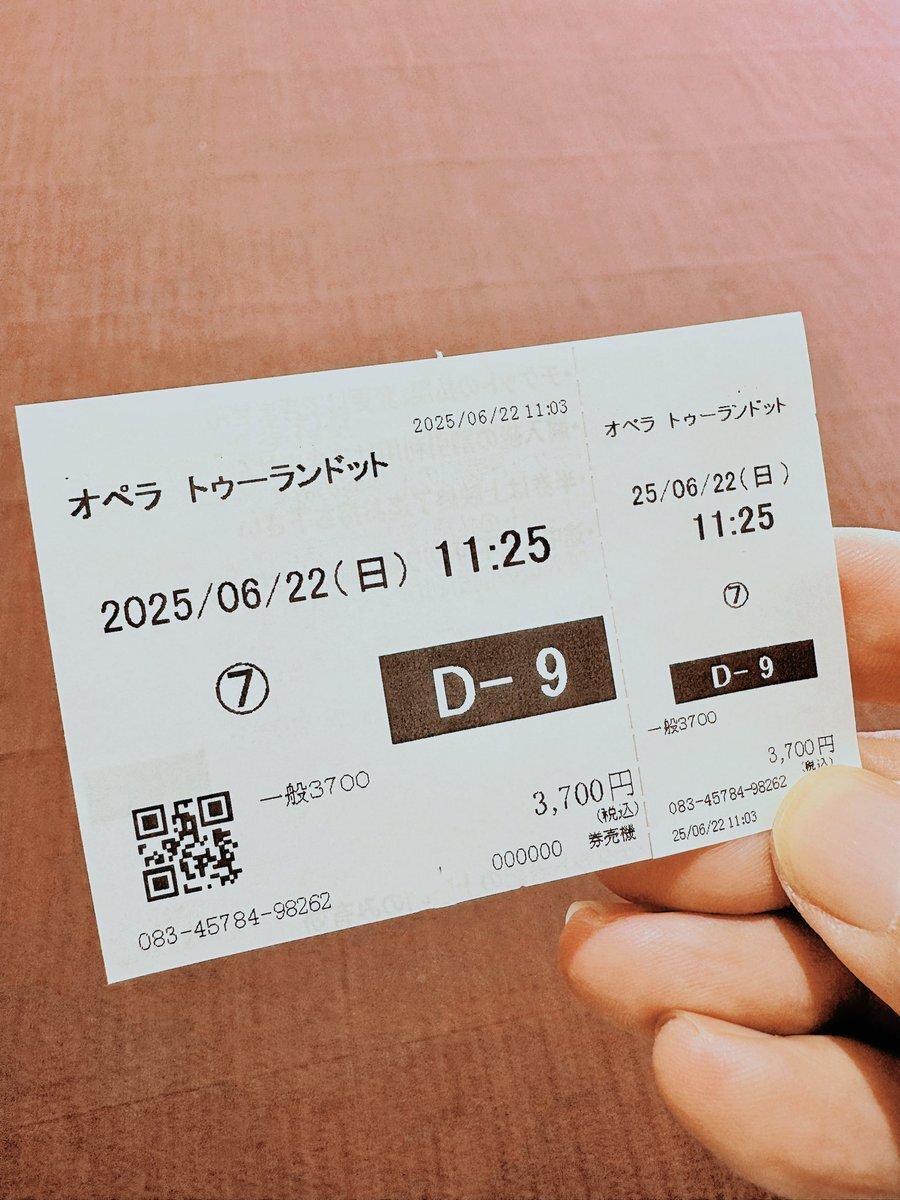 2025/06/22 11:03
オペラ トゥーランドット
2025/06/22(日) 11:25
⑦
D- 9
一般3700
3,700円
(税込)
000000 券売機
083-45784-98262
オペラ トゥーランドット
25/06/22(日)
11:25
⑦
D- 9
一般3700
3,700円
(税込)
083-45784-98262
25/06/22 11:03